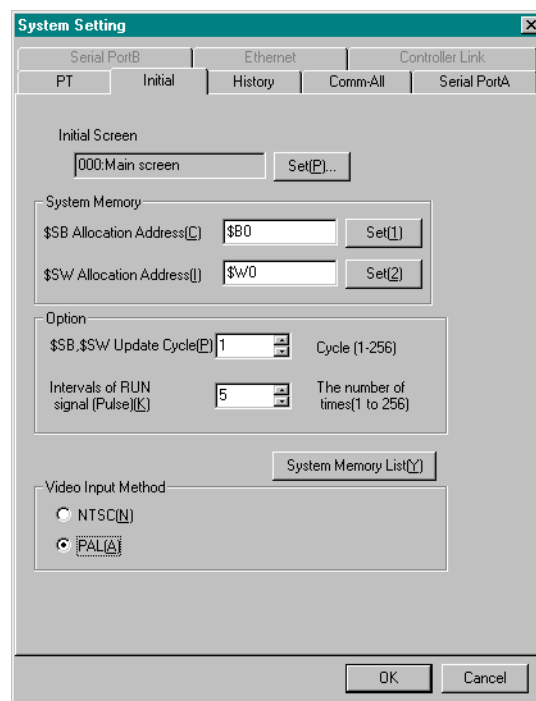 System Setting
Serial PortB Ethernet Controller Link
PT Initial History Comm-All Serial PortA
Initial Screen
000:Main screen Set(P)...
System Memory
$SB Allocation Address(C) $B0 Set(1)
$SW Allocation Address(I) $W0 Set(2)
Option
$SB,$SW Update Cycle(P) 1 Cycle (1-256)
Intervals of RUN The number of
signal (Pulse)(K) 5 times(1 to 256)
System Memory List(Y)
Video Input Method
NTSC(N)
PAL(A)
OK Cancel